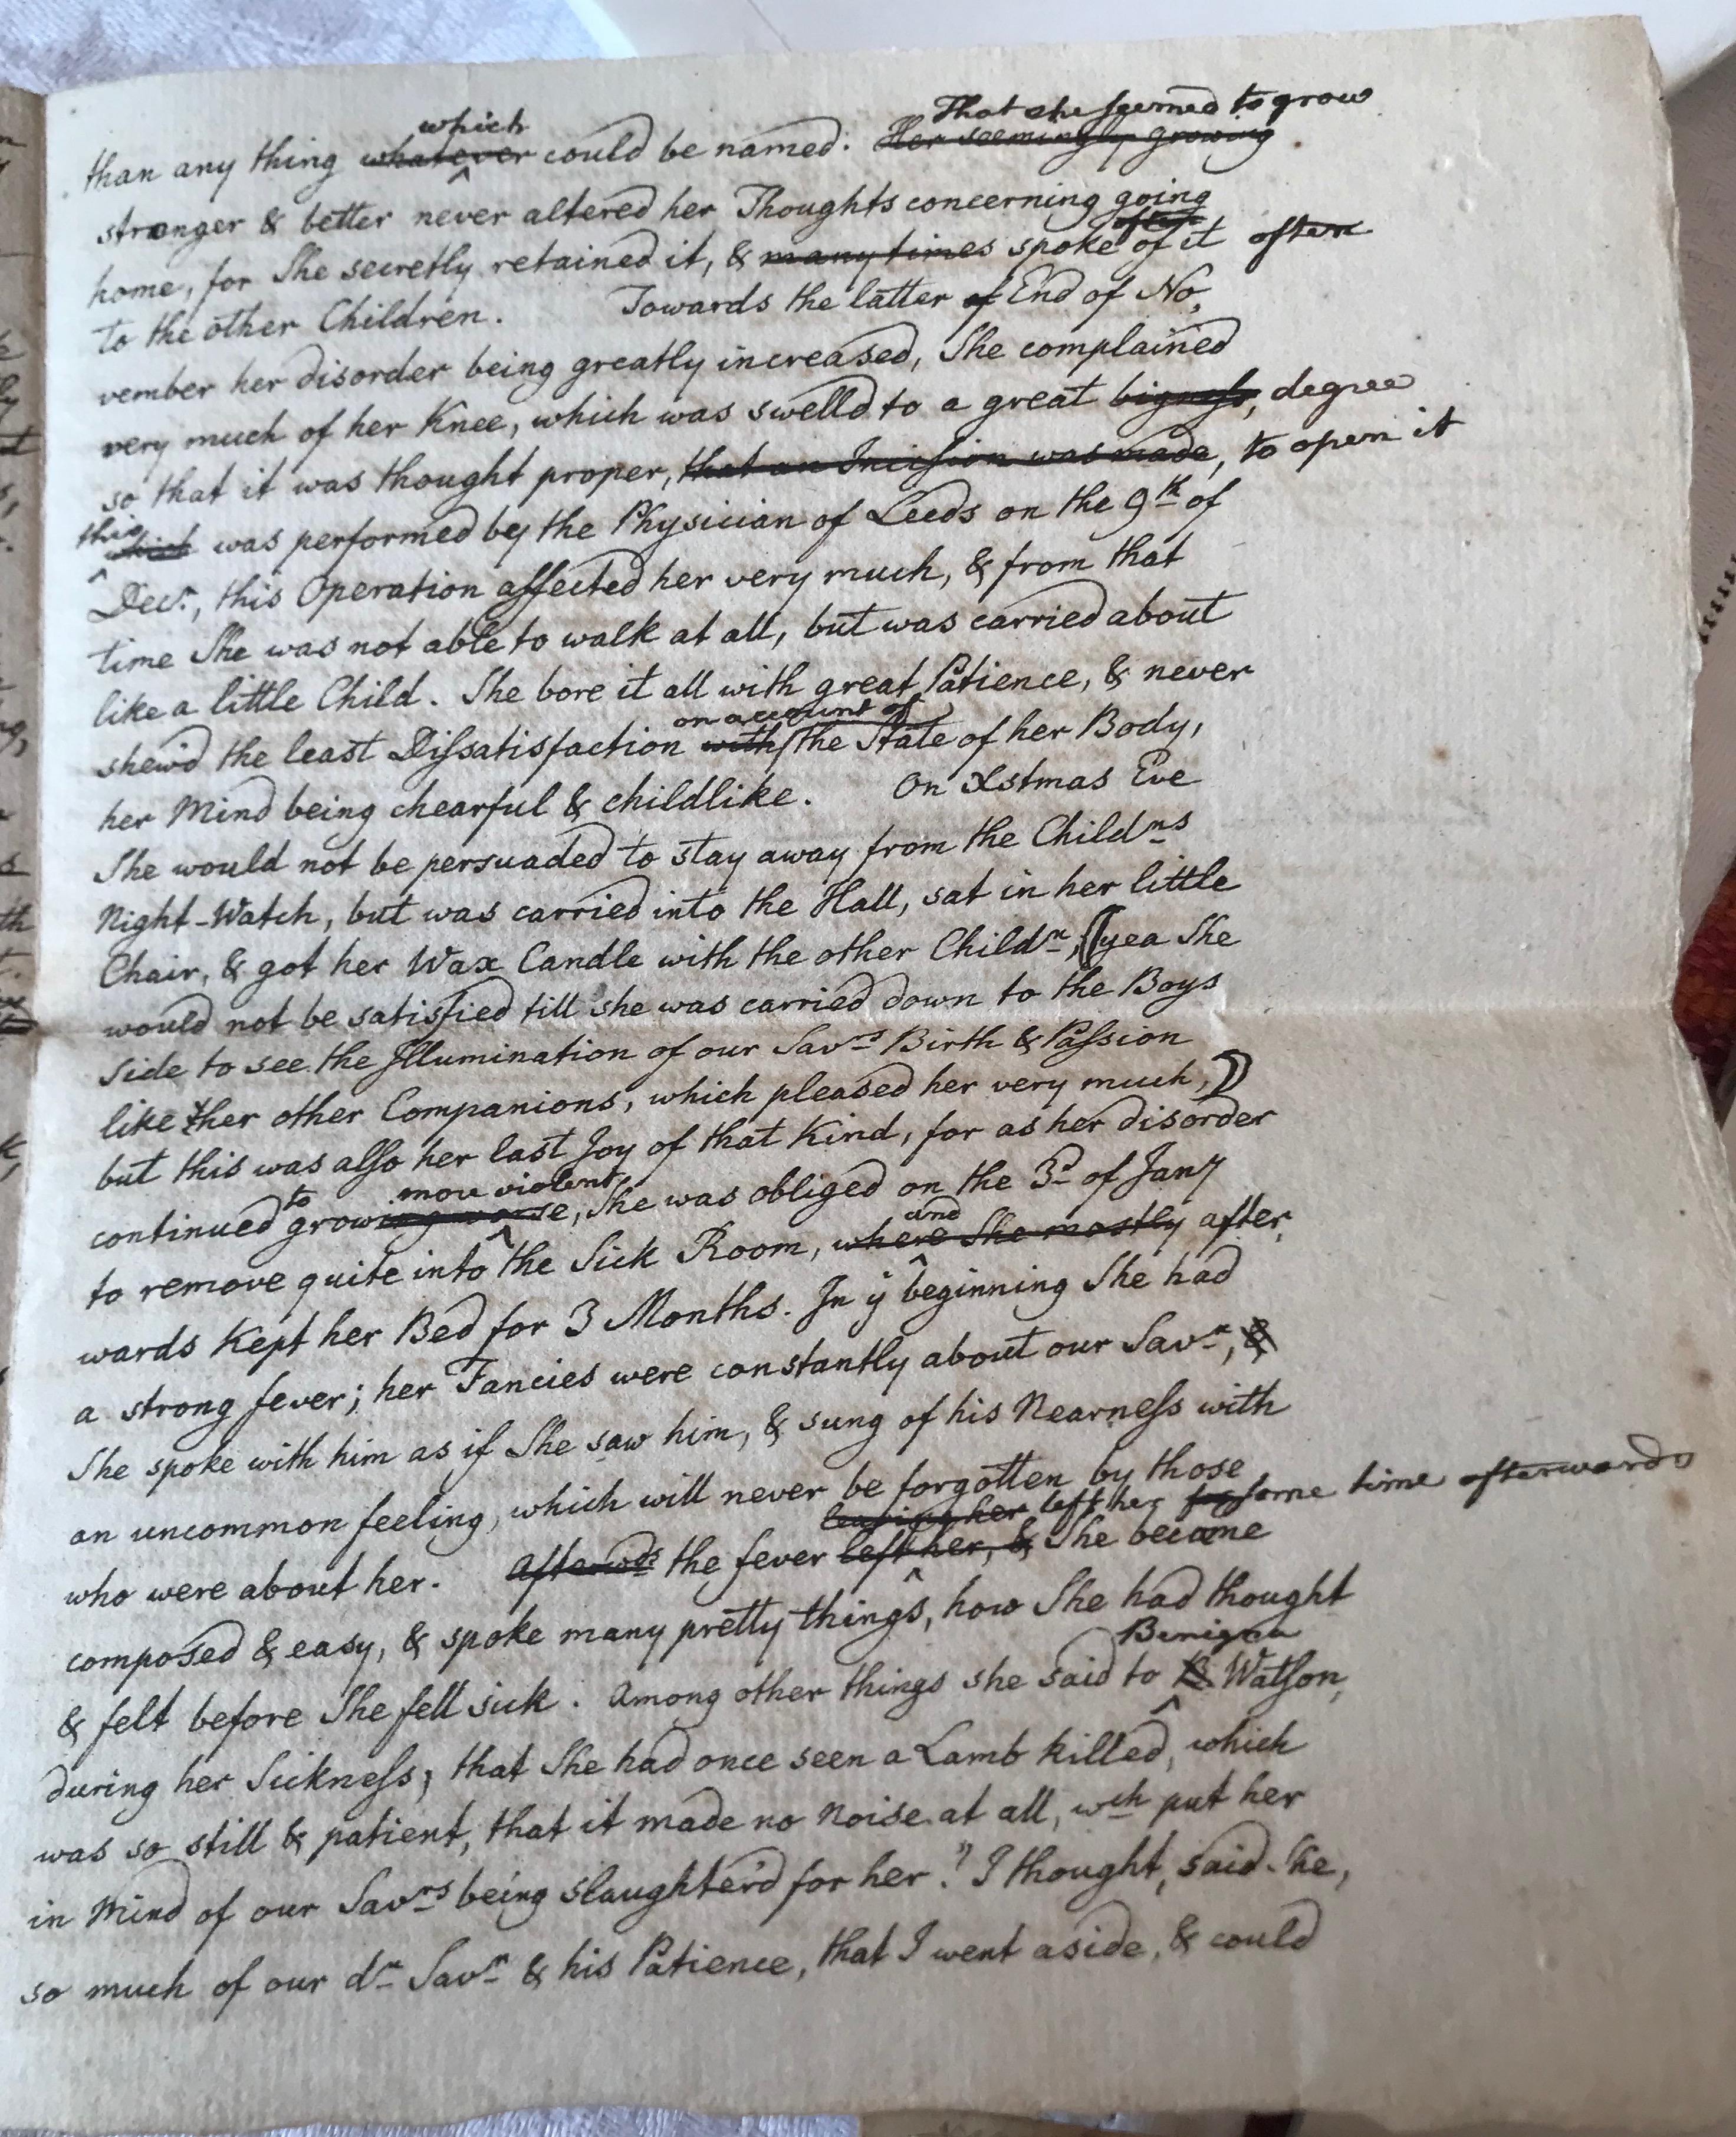 than any thing whatever which could be named. Her seemingly growing That she seemed to grow
stronger & better never altered her Thoughts concerning going
home, for She secretly retained it, & many times spoke often of it often
to the other Children. Towards the latter of End of No,
vember her disorder being greatly increased, She complained
very much of her Knee, which was swelld to a great bigness, degree
so that it was thought proper, that an Incision was made, to open it
which this was performed by the Physician of Leeds on the 9th of
Decr., this Operation affected her very much, & from that
time She was not able to walk at all, but was carried about
like a little Child. She bore it all with great Patience, & never
shew'd the least Dissatisfaction with on account of the State of her Body,
her Mind being chearful & childlike. On Xstmas Eve
She would not be persuaded to stay away from the Childns
Night-Watch, but was carried into the Hall, sat in her little
Chair, & got her Wax Candle with the other Childn, (yea She
would not be satisfied till she was carried down to the Boys
Side to see the Illumination of our Savrs Birth & Passion
like her other Companions, which pleased her very much,)
but this was also her last Joy of that Kind, for as her disorder
continued to growing worse more violent, She was obliged on the 3d of Jany
to remove quite into the Sick Room, where She mostly and after,
wards Kept her Bed for 3 Months. In ÿ beginning She had
a strong fever; her Fancies were constantly about our Savr, &
She spoke with him as if She saw him, & sung of his Nearness with
an uncommon feeling, which will never be forgotten by those
who were about her. Afterwds the fever left her, & leaving her left her for some time afterwards She became
composed & easy, & spoke many pretty things, how She had thought
& felt before She fell sick. Among other things she said to B. Benigna Watson,
during her Sickness, that She had once seen a Lamb killed, which
was so still & patient, that it made no Noise at all, wch put her
in Mind of our Savrs being slaughter'd for her. " I thought, said She,
so much of our dr Savr & his Patience, that I went aside, & could